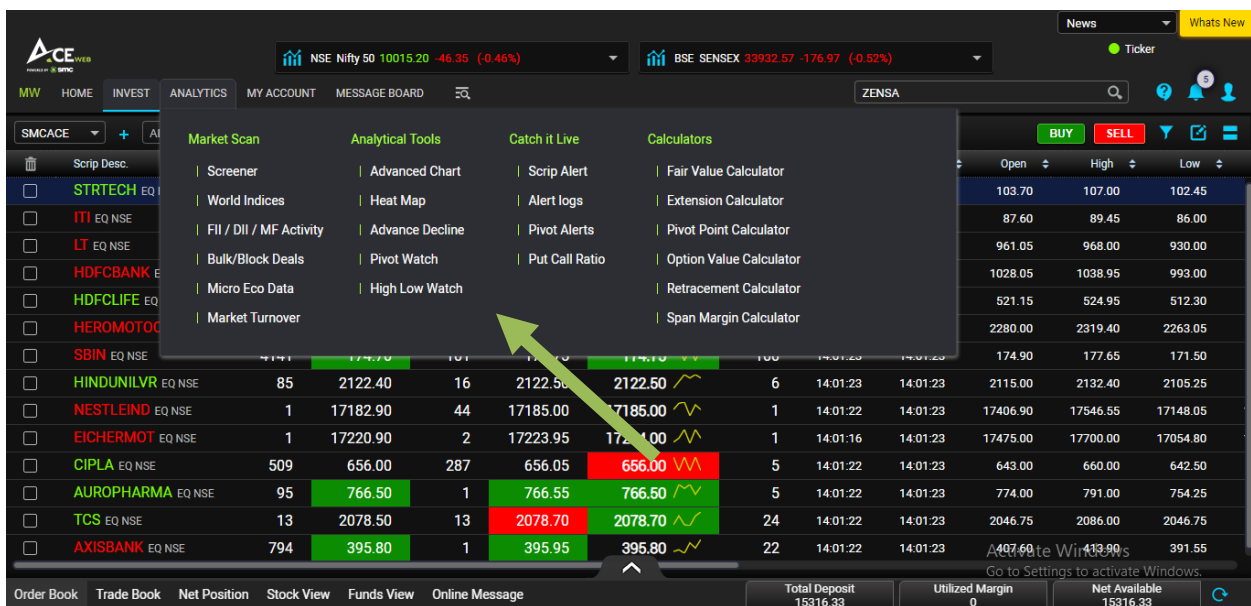 News Whats New
ACE WEB
POWERED BY smc
NSE Nifty 50 10015.20 -46.35 (-0.46%) BSE SENSEX 33932.57 -176.97 (-0.52%) Ticker
MW HOME INVEST ANALYTICS MY ACCOUNT MESSAGE BOARD ZENSA 5
SMCACE + BUY SELL
Market Scan Analytical Tools Catch it Live Calculators
Scrip Desc. Open High Low
| Screener | Advanced Chart | Scrip Alert | Fair Value Calculator
STRTECH EQ 103.70 107.00 102.45
| World Indices | Heat Map | Alert logs | Extension Calculator
ITI EQ NSE 87.60 89.45 86.00
| FII / DII / MF Activity | Advance Decline | Pivot Alerts | Pivot Point Calculator
LT EQ NSE 961.05 968.00 930.00
| Bulk/Block Deals | Pivot Watch | Put Call Ratio | Option Value Calculator
HDFCBANK 1028.05 1038.95 993.00
| Micro Eco Data | High Low Watch | Retracement Calculator
HDFCLIFE EQ 521.15 524.95 512.30
| Market Turnover | Span Margin Calculator
HEROMOTOC 2280.00 2319.40 2263.05
SBIN EQ NSE 174.90 177.65 171.50
HINDUNILVR EQ NSE 85 2122.40 16 2122.50 2122.50 6 14:01:23 14:01:23 2115.00 2132.40 2105.25
NESTLEIND EQ NSE 1 17182.90 44 17185.00 17185.00 1 14:01:22 14:01:23 17406.90 17546.55 17148.05
EICHERMOT EQ NSE 1 17220.90 2 17223.95 1 14:01:16 14:01:23 17475.00 17700.00 17054.80
CIPLA EQ NSE 509 656.00 287 656.05 656.00 5 14:01:22 14:01:23 643.00 660.00 642.50
AUROPHARMA EQ NSE 95 766.50 1 766.55 766.50 5 14:01:22 14:01:23 774.00 791.00 754.25
TCS EQ NSE 13 2078.50 13 2078.70 2078.70 24 14:01:22 14:01:23 2046.75 2086.00 2046.75
AXISBANK EQ NSE 794 395.80 1 395.95 395.80 22 14:01:22 14:01:23 407.60 413.90 391.55
Activate Windows
Go to Settings to activate Windows.
Order Book Trade Book Net Position Stock View Funds View Online Message Total Deposit Utilized Margin Net Available
15316.33 0 15316.33